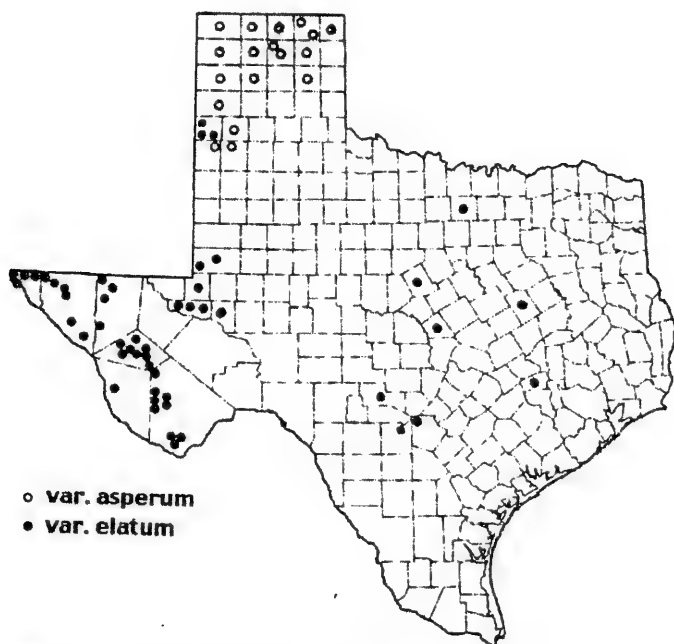 ○ var. asperum
● var. elatum